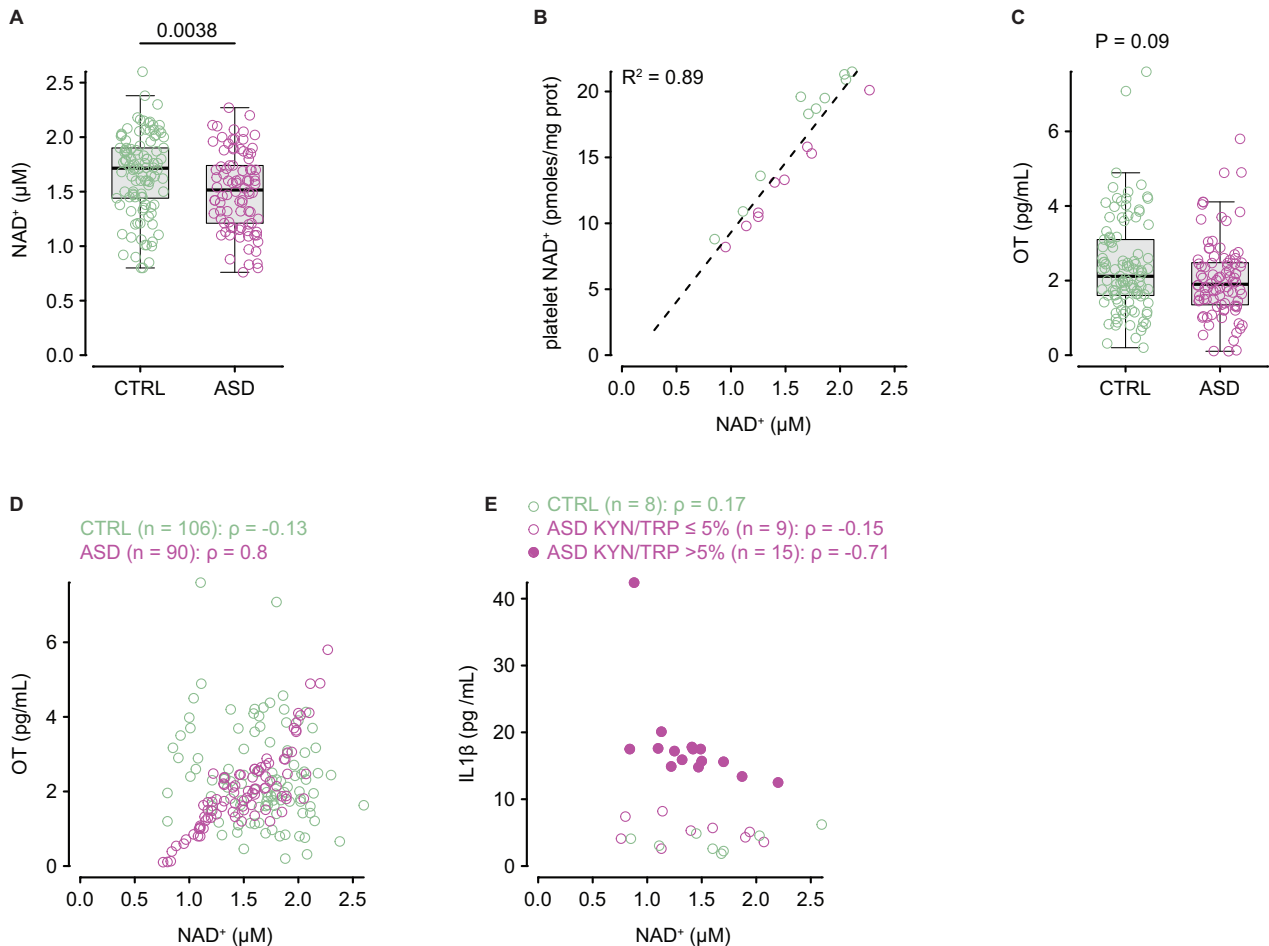 A
0.0038
NAD⁺ (µM)
2.5
2.0
1.5
1.0
0.5
0.0
CTRL
ASD
B
R² = 0.89
platelet NAD⁺ (pmoles/mg prot)
20
15
10
5
0
0.0
0.5
1.0
1.5
2.0
2.5
NAD⁺ (µM)
C
P = 0.09
OT (pg/mL)
6
4
2
0
CTRL
ASD
D
CTRL (n = 106): ρ = -0.13
ASD (n = 90): ρ = 0.8
OT (pg/mL)
6
4
2
0
0.0
0.5
1.0
1.5
2.0
2.5
NAD⁺ (µM)
E
CTRL (n = 8): ρ = 0.17
ASD KYN/TRP ≤ 5% (n = 9): ρ = -0.15
ASD KYN/TRP >5% (n = 15): ρ = -0.71
IL1β (pg /mL)
40
30
20
10
0
0.0
0.5
1.0
1.5
2.0
2.5
NAD⁺ (µM)